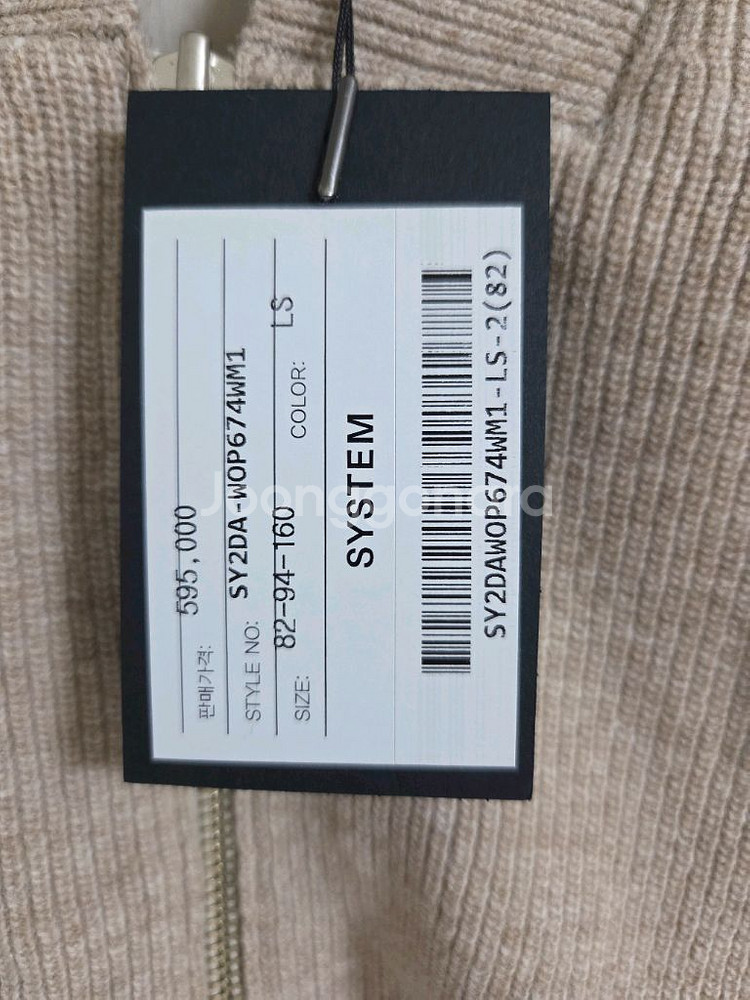 판매가격: 595,000
STYLE NO: SY2DA-WOP674WM1
SIZE: 82-94-160 COLOR: LS
SYSTEM
SY2DAWOP674WM1-LS-2(82)
Joonggonara